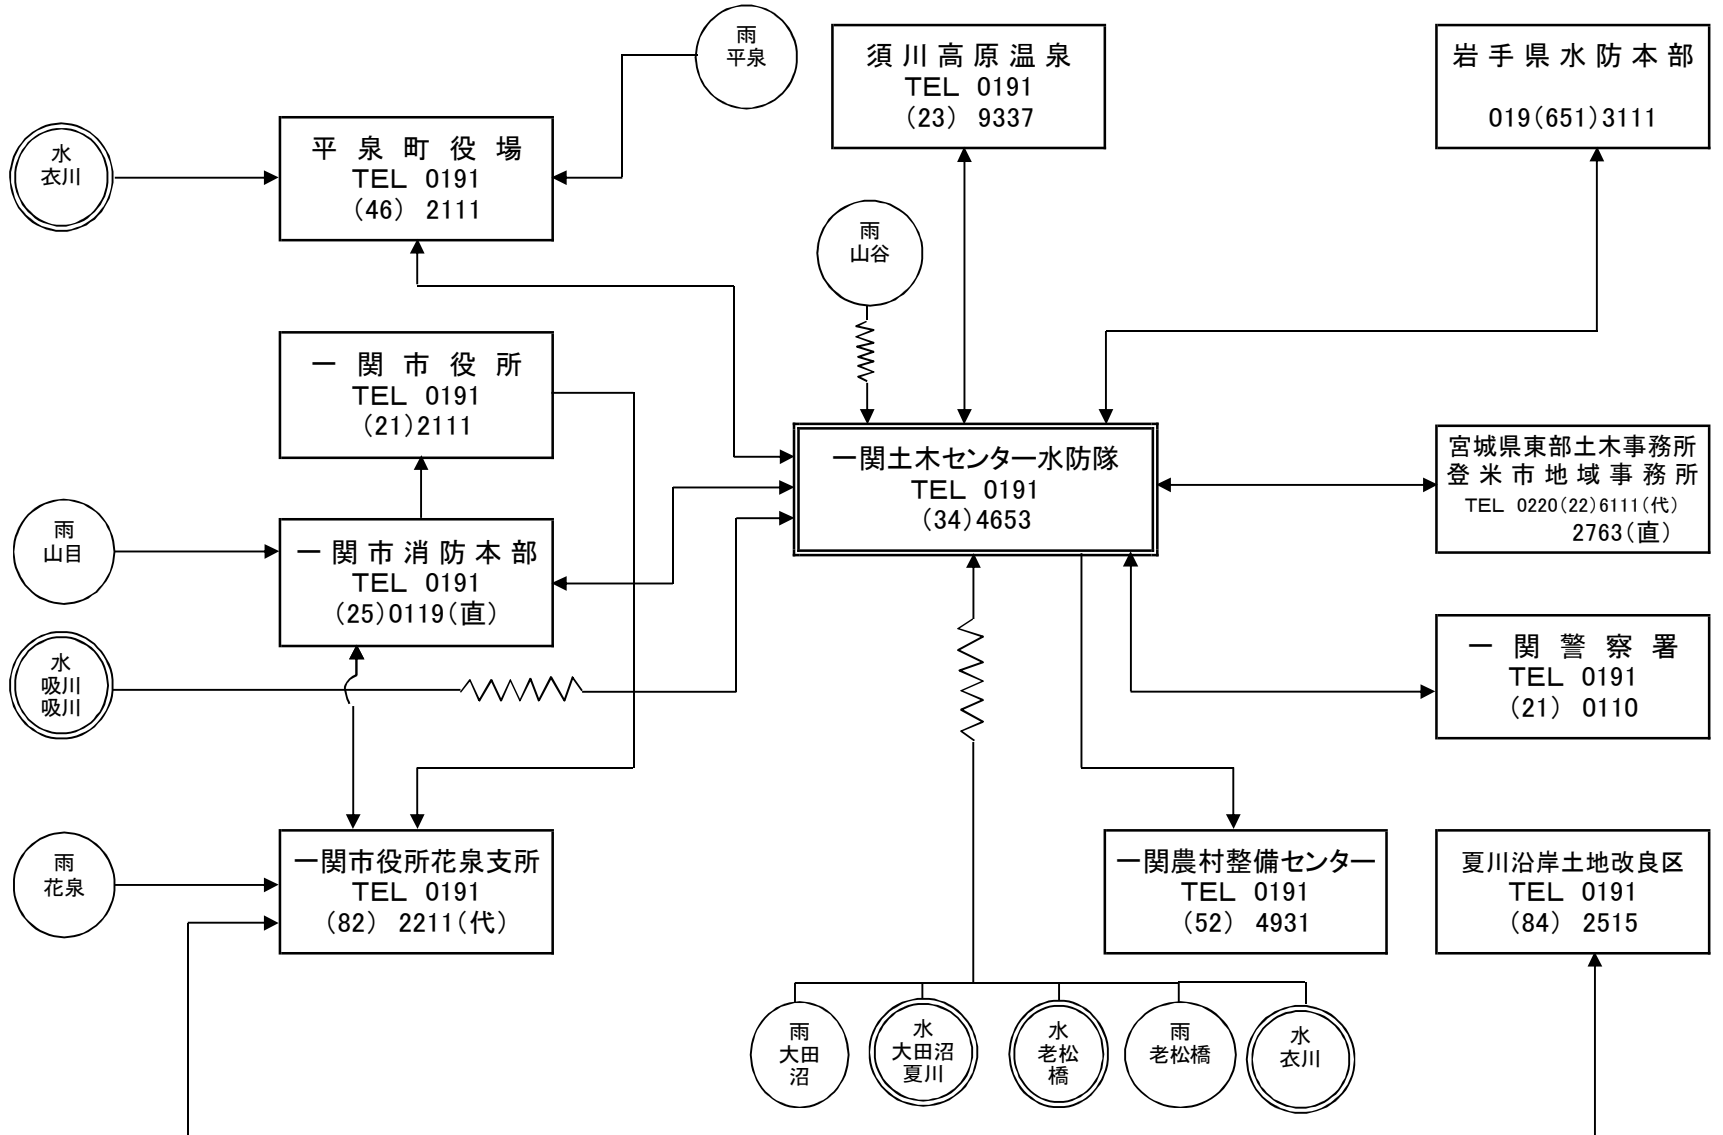 雨
平泉
須川高原温泉
TEL 0191
(23) 9337
岩手県水防本部
019(651)3111
水
衣川
平泉町役場
TEL 0191
(46) 2111
雨
山谷
一関市役所
TEL 0191
(21)2111
一関土木センター水防隊
TEL 0191
(34)4653
宮城県東部土木事務所
登米市地域事務所
TEL 0220(22)6111(代)
2763(直)
雨
山目
一関市消防本部
TEL 0191
(25)0119(直)
水
吸川
吸川
一関警察署
TEL 0191
(21) 0110
雨
花泉
一関市役所花泉支所
TEL 0191
(82) 2211(代)
一関農村整備センター
TEL 0191
(52) 4931
夏川沿岸土地改良区
TEL 0191
(84) 2515
雨
大田
沼
水
大田沼
夏川
水
老松
橋
雨
老松橋
水
衣川